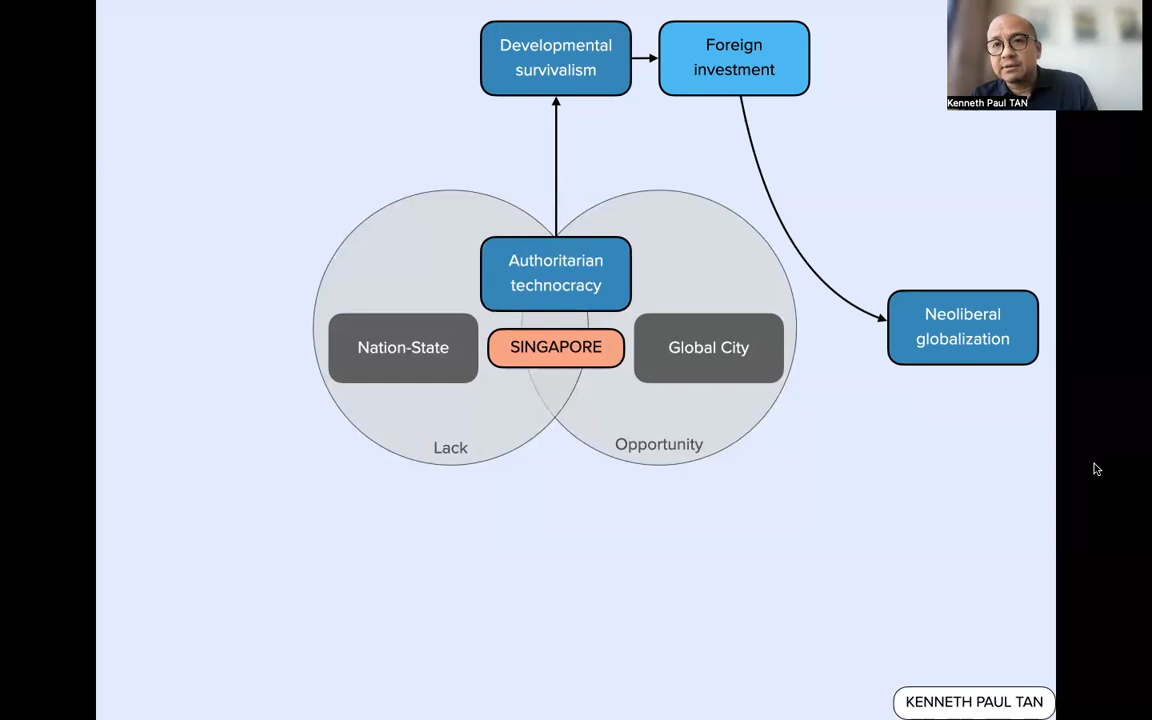 Developmental
survivalism
Foreign
investment
Kenneth Paul TAN
Authoritarian
technocracy
Neoliberal
globalization
Nation-State
SINGAPORE
Global City
Lack
Opportunity
KENNETH PAUL TAN